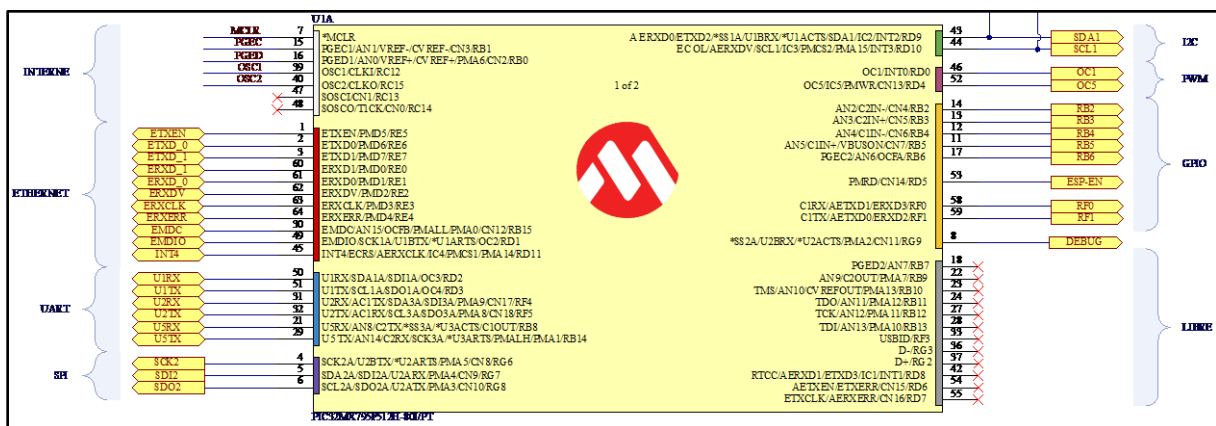 U1A
INTERNE
MCLR 7 *MCLR
PGEC 15 PGEC1/AN1/VREF-/CVREF-/CN3/RB1
PGED 16 PGED1/AN0/VREF+/CVREF+/PMA6/CN2/RB0
OSC1 39 OSC1/CLKI/RC12
OSC2 40 OSC2/CLKO/RC15
47 SOSCI/CN1/RC13
48 SOSCO/T1CK/CN0/RC14
ETHERNET
ETXEN 1 ETXEN/PMD5/RE5
ETXD_0 2 ETXD0/PMD6/RE6
ETXD_1 3 ETXD1/PMD7/RE7
ERXD_1 60 ERXD1/PMD0/RE0
ERXD_0 61 ERXD0/PMD1/RE1
ERXDV 62 ERXDV/PMD2/RE2
ERXCLK 63 ERXCLK/PMD3/RE3
ERXERR 64 ERXERR/PMD4/RE4
EMDC 30 EMDC/AN15/OCFB/PMALL/PMA0/CN12/RB15
EMDIO 49 EMDIO/SCK1A/U1BTX/*U1ARTS/OC2/RD1
INT4 45 INT4/ECRS/AERXCLK/IC4/PMCS1/PMA14/RD11
UART
U1RX 50 U1RX/SDA1A/SDI1A/OC3/RD2
U1TX 51 U1TX/SCL1A/SDO1A/OC4/RD3
U2RX 31 U2RX/AC1TX/SDA3A/SDI3A/PMA9/CN17/RF4
U2TX 32 U2TX/AC1RX/SCL3A/SDO3A/PMA8/CN18/RF5
U5RX 21 U5RX/AN8/C2TX/*SS3A/*U3ACTS/C1OUT/RB8
U5TX 29 U5TX/AN14/C2RX/SCK3A/*U3ARTS/PMALH/PMA1/RB14
SPI
SCK2 4 SCK2A/U2BTX/*U2ARTS/PMA5/CN8/RG6
SDI2 5 SDA2A/SDI2A/U2ARX/PMA4/CN9/RG7
SDO2 6 SCL2A/SDO2A/U2ATX/PMA3/CN10/RG8
PIC32MX795F512H-80I/PT
1 of 2
AERXD0/ETXD2/*SS1A/U1BRX/*U1ACTS/SDA1/IC2/INT2/RD9 43 SDA1
ECOL/AERXDV/SCL1/IC3/PMCS2/PMA15/INT3/RD10 44 SCL1
I2C
OC1/INT0/RD0 46 OC1
OC5/IC5/PMWR/CN13/RD4 52 OC5
PWM
AN2/C2IN-/CN4/RB2 14 RB2
AN3/C2IN+/CN5/RB3 13 RB3
AN4/C1IN-/CN6/RB4 12 RB4
AN5/C1IN+/VBUSON/CN7/RB5 11 RB5
PGEC2/AN6/OCFA/RB6 17 RB6
PMRD/CN14/RD5 53 ESP-EN
C1RX/AETXD1/ERXD3/RF0 58 RF0
C1TX/AETXD0/ERXD2/RF1 59 RF1
*SS2A/U2BRX/*U2ACTS/PMA2/CN11/RG9 8 DEBUG
GPIO
PGED2/AN7/RB7 18
AN9/C2OUT/PMA7/RB9 22
TMS/AN10/CVREFOUT/PMA13/RB10 23
TDO/AN11/PMA12/RB11 24
TCK/AN12/PMA11/RB12 27
TDI/AN13/PMA10/RB13 28
USBID/RF3 33
D-/RG3 36
D+/RG2 37
RTCC/AERXD1/ETXD3/IC1/INT1/RD8 42
AETXEN/ETXERR/CN15/RD6 54
ETXCLK/AERXERR/CN16/RD7 55
LIBRE